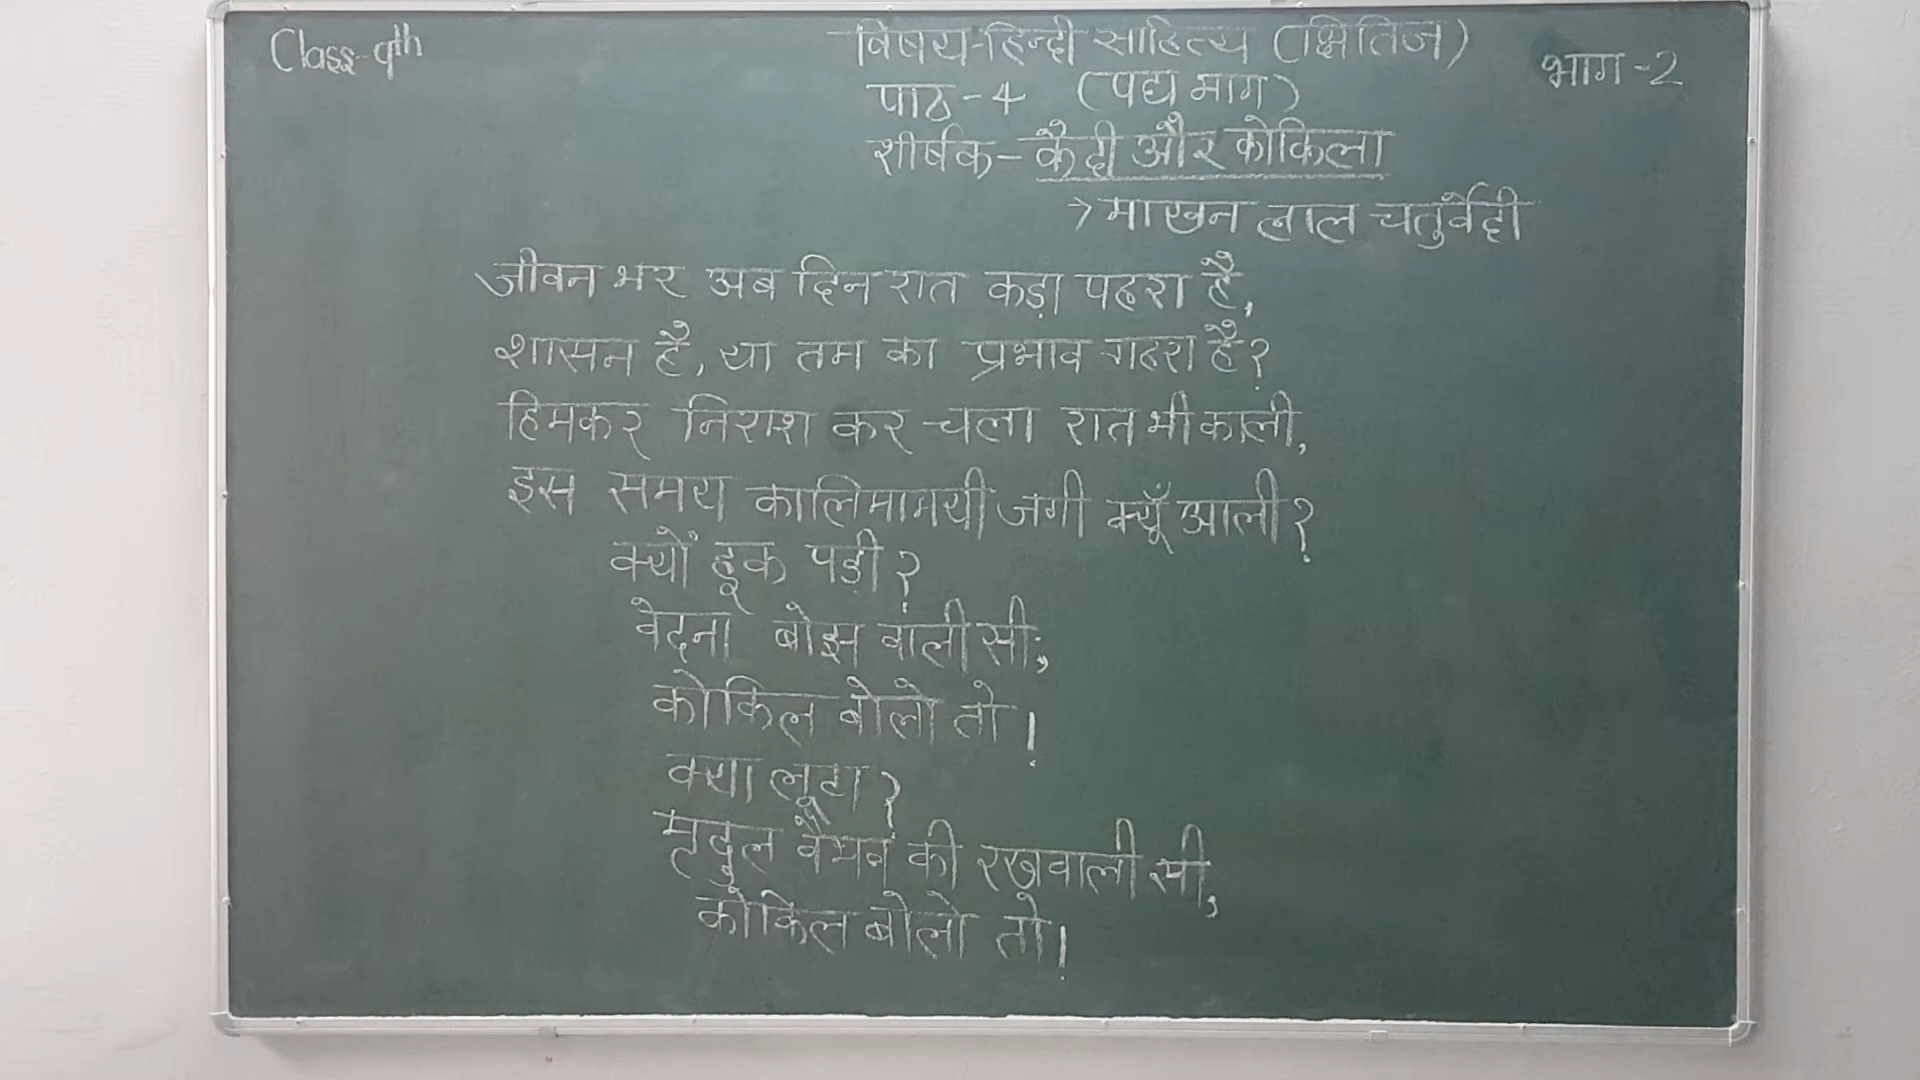 Class-9th
विषय-हिन्दी साहित्य (क्षितिज)
भाग-2
पाठ-4 (पद्य भाग)
शीर्षक-कैदी और कोकिला
→माखन लाल चतुर्वेदी
जीवन भर अब दिन रात कड़ा पहरा है,
शासन है, या तम का प्रभाव गहरा है?
हिमकर निराश कर चला रात भी काली,
इस समय कालिमामयी जगी क्यूँ आली?
क्यों हूक पड़ी?
वेदना बोझ वाली सी;
कोकिल बोलो तो!
क्या लूटा?
मृदुल वैभव की रखवाली सी,
कोकिल बोलो तो!